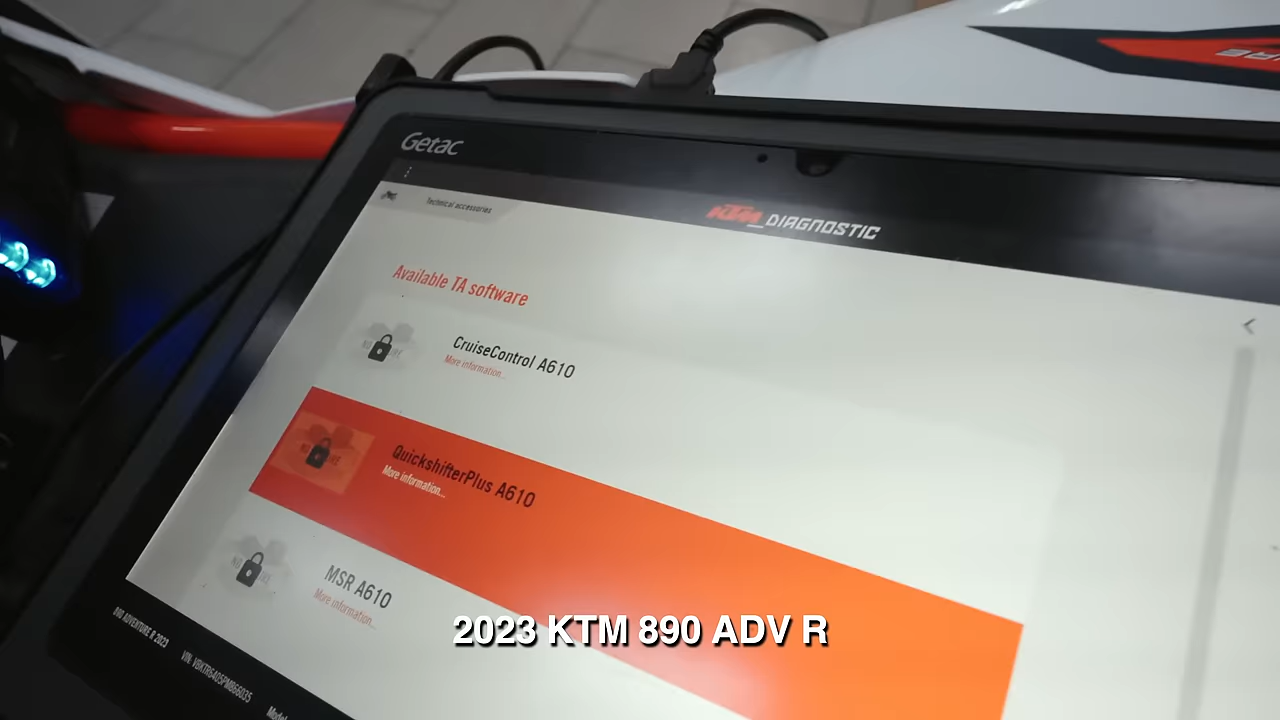 Getac
Technical accessories
KTM_DIAGNOSTIC
Available TA software
CruiseControl A610
More information...
QuickshifterPlus A610
More information...
MSR A610
More information...
890 ADVENTURE R 2023
2023 KTM 890 ADV R